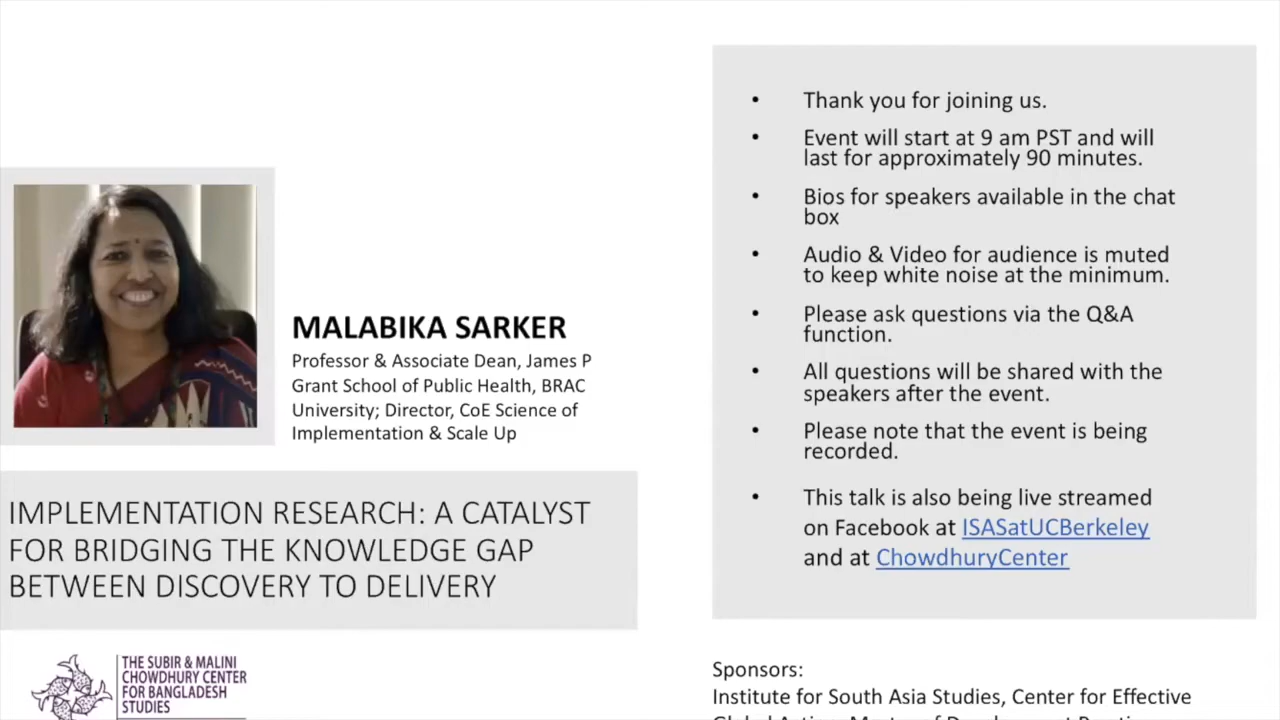 MALABIKA SARKER
Professor & Associate Dean, James P
Grant School of Public Health, BRAC
University; Director, CoE Science of
Implementation & Scale Up
IMPLEMENTATION RESEARCH: A CATALYST
FOR BRIDGING THE KNOWLEDGE GAP
BETWEEN DISCOVERY TO DELIVERY
THE SUBIR & MALINI
CHOWDHURY CENTER
FOR BANGLADESH
STUDIES
• Thank you for joining us.
• Event will start at 9 am PST and will
last for approximately 90 minutes.
• Bios for speakers available in the chat
box
• Audio & Video for audience is muted
to keep white noise at the minimum.
• Please ask questions via the Q&A
function.
• All questions will be shared with the
speakers after the event.
• Please note that the event is being
recorded.
• This talk is also being live streamed
on Facebook at ISASatUCBerkeley
and at ChowdhuryCenter
Sponsors:
Institute for South Asia Studies, Center for Effective